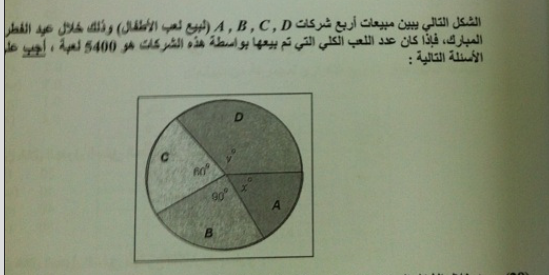 الشكل التالي يبين مبيعات أربع شركات A , B , C , D (لبيع لعب الأطفال) وذلك خلال عيد الفطر
المبارك، فإذا كان عدد اللعب الكلي التي تم بيعها بواسطة هذه الشركات هو 5400 لعبة ، أجب
الأسئلة التالية :
D
C
y°
60°
x°
90°
A
B